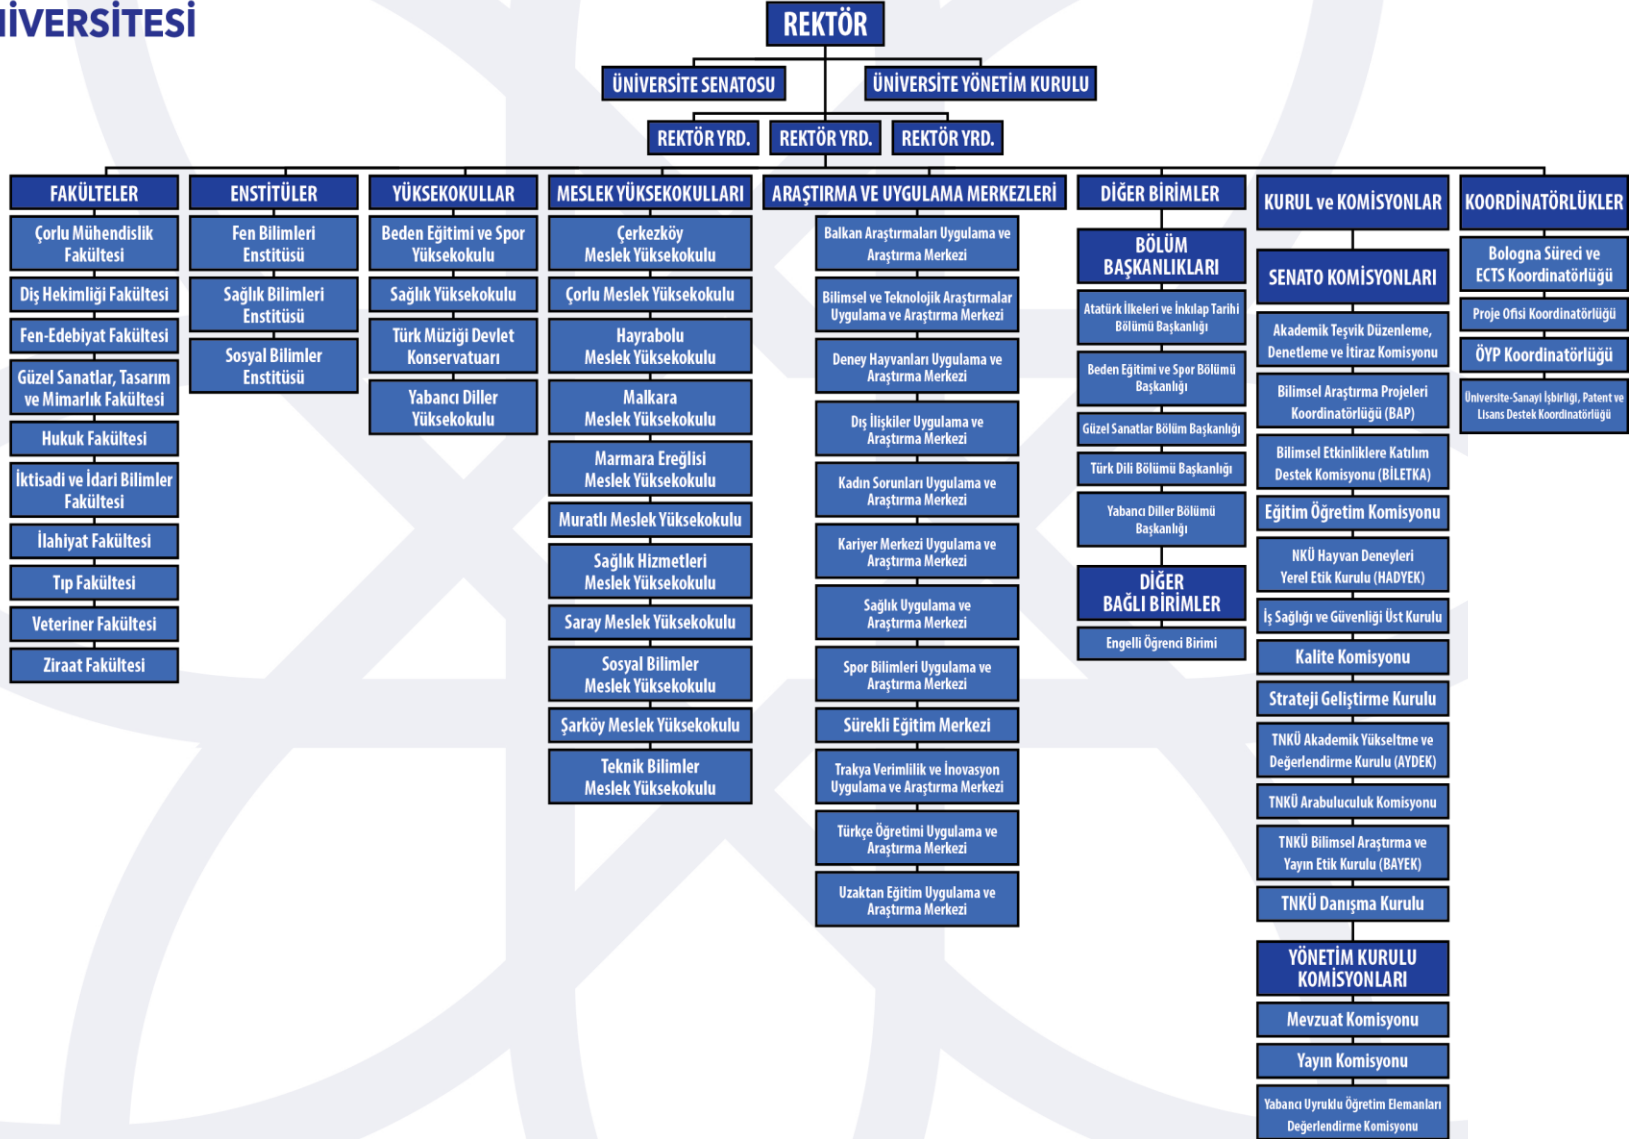 NİVERSİTESİ
REKTÖR
ÜNİVERSİTE SENATOSU
ÜNİVERSİTE YÖNETİM KURULU
REKTÖR YRD.
REKTÖR YRD.
REKTÖR YRD.
FAKÜLTELER
Çorlu Mühendislik
Fakültesi
Diş Hekimliği Fakültesi
Fen-Edebiyat Fakültesi
Güzel Sanatlar, Tasarım
ve Mimarlık Fakültesi
Hukuk Fakültesi
İktisadi ve İdari Bilimler
Fakültesi
İlahiyat Fakültesi
Tıp Fakültesi
Veteriner Fakültesi
Ziraat Fakültesi
ENSTİTÜLER
Fen Bilimleri
Enstitüsü
Sağlık Bilimleri
Enstitüsü
Sosyal Bilimler
Enstitüsü
YÜKSEKOKULLAR
Beden Eğitimi ve Spor
Yüksekokulu
Sağlık Yüksekokulu
Türk Müziği Devlet
Konservatuarı
Yabancı Diller
Yüksekokulu
MESLEK YÜKSEKOKULLARI
Çerkezköy
Meslek Yüksekokulu
Çorlu Meslek Yüksekokulu
Hayrabolu
Meslek Yüksekokulu
Malkara
Meslek Yüksekokulu
Marmara Ereğlisi
Meslek Yüksekokulu
Muratlı Meslek Yüksekokulu
Sağlık Hizmetleri
Meslek Yüksekokulu
Saray Meslek Yüksekokulu
Sosyal Bilimler
Meslek Yüksekokulu
Şarköy Meslek Yüksekokulu
Teknik Bilimler
Meslek Yüksekokulu
ARAŞTIRMA VE UYGULAMA MERKEZLERİ
Balkan Araştırmaları Uygulama ve
Araştırma Merkezi
Bilimsel ve Teknolojik Araştırmalar
Uygulama ve Araştırma Merkezi
Deney Hayvanları Uygulama ve
Araştırma Merkezi
Dış İlişkiler Uygulama ve
Araştırma Merkezi
Kadın Sorunları Uygulama ve
Araştırma Merkezi
Kariyer Merkezi Uygulama ve
Araştırma Merkezi
Sağlık Uygulama ve
Araştırma Merkezi
Spor Bilimleri Uygulama ve
Araştırma Merkezi
Sürekli Eğitim Merkezi
Trakya Verimlilik ve İnovasyon
Uygulama ve Araştırma Merkezi
Türkçe Öğretimi Uygulama ve
Araştırma Merkezi
Uzaktan Eğitim Uygulama ve
Araştırma Merkezi
DİĞER BİRİMLER
BÖLÜM
BAŞKANLIKLARI
Atatürk İlkeleri ve İnkılap Tarihi
Bölümü Başkanlığı
Beden Eğitimi ve Spor Bölümü
Başkanlığı
Güzel Sanatlar Bölüm Başkanlığı
Türk Dili Bölümü Başkanlığı
Yabancı Diller Bölümü
Başkanlığı
DİĞER
BAĞLI BİRİMLER
Engelli Öğrenci Birimi
KURUL ve KOMİSYONLAR
SENATO KOMİSYONLARI
Akademik Teşvik Düzenleme,
Denetleme ve İtiraz Komisyonu
Bilimsel Araştırma Projeleri
Koordinatörlüğü (BAP)
Bilimsel Etkinliklere Katılım
Destek Komisyonu (BİLETKA)
Eğitim Öğretim Komisyonu
NKÜ Hayvan Deneyleri
Yerel Etik Kurulu (HADYEK)
İş Sağlığı ve Güvenliği Üst Kurulu
Kalite Komisyonu
Strateji Geliştirme Kurulu
TNKÜ Akademik Yükseltme ve
Değerlendirme Kurulu (AYDEK)
TNKÜ Arabuluculuk Komisyonu
TNKÜ Bilimsel Araştırma ve
Yayın Etik Kurulu (BAYEK)
TNKÜ Danışma Kurulu
YÖNETİM KURULU
KOMİSYONLARI
Mevzuat Komisyonu
Yayın Komisyonu
Yabancı Uyruklu Öğretim Elemanları
Değerlendirme Komisyonu
KOORDİNATÖRLÜKLER
Bologna Süreci ve
ECTS Koordinatörlüğü
Proje Ofisi Koordinatörlüğü
ÖYP Koordinatörlüğü
Üniversite-Sanayi İşbirliği, Patent ve
Lisans Destek Koordinatörlüğü